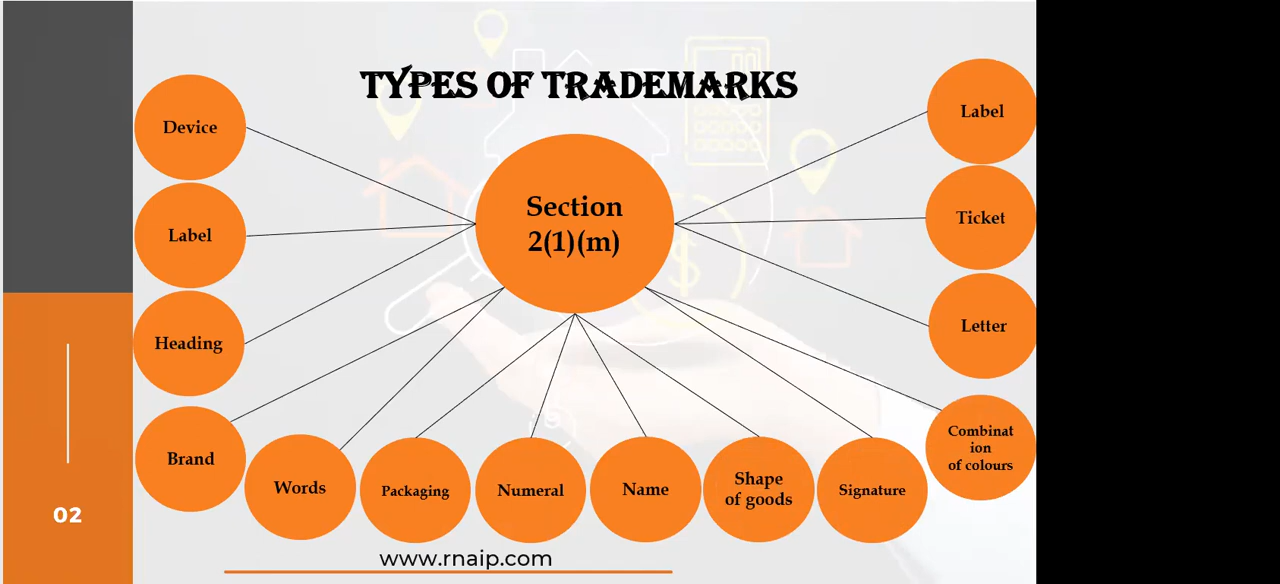 TYPES OF TRADEMARKS
Section
2(1)(m)
Device
Label
Heading
Brand
Words
Packaging
Numeral
Name
Shape
of goods
Signature
Combinat
ion
of colours
Letter
Ticket
Label
02
www.rnaip.com